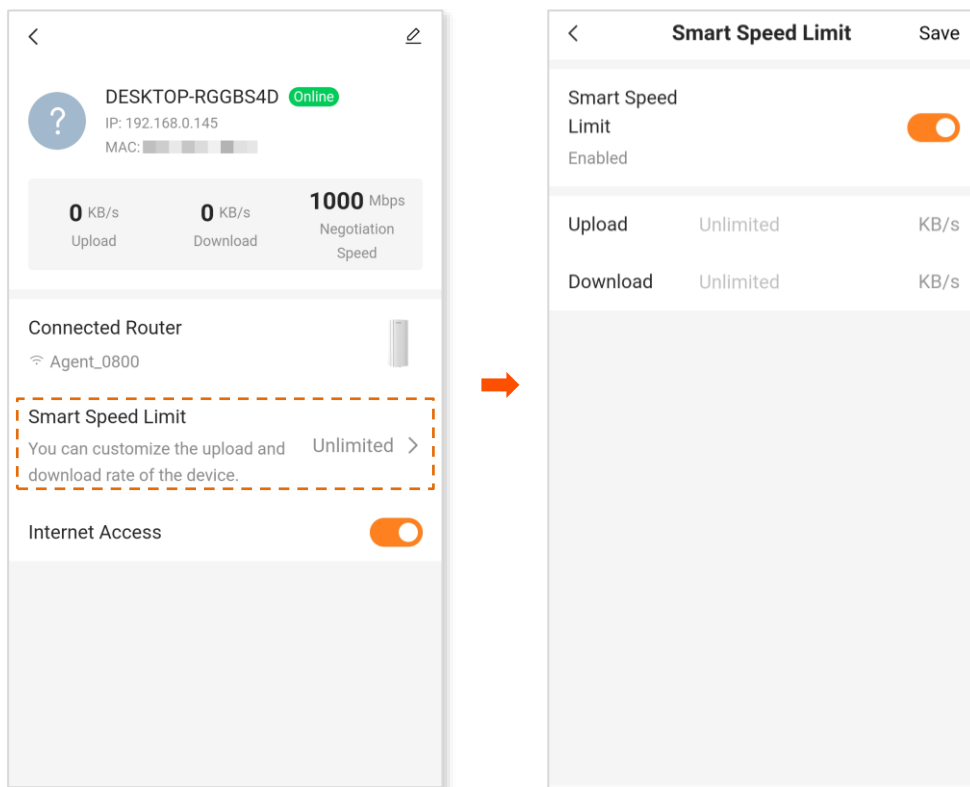 DESKTOP-RGGBS4D Online
IP: 192.168.0.145
MAC:
0 KB/s
Upload
0 KB/s
Download
1000 Mbps
Negotiation
Speed
Connected Router
Agent_0800
Smart Speed Limit
You can customize the upload and
download rate of the device.
Unlimited
Internet Access
Smart Speed Limit
Save
Smart Speed
Limit
Enabled
Upload Unlimited KB/s
Download Unlimited KB/s